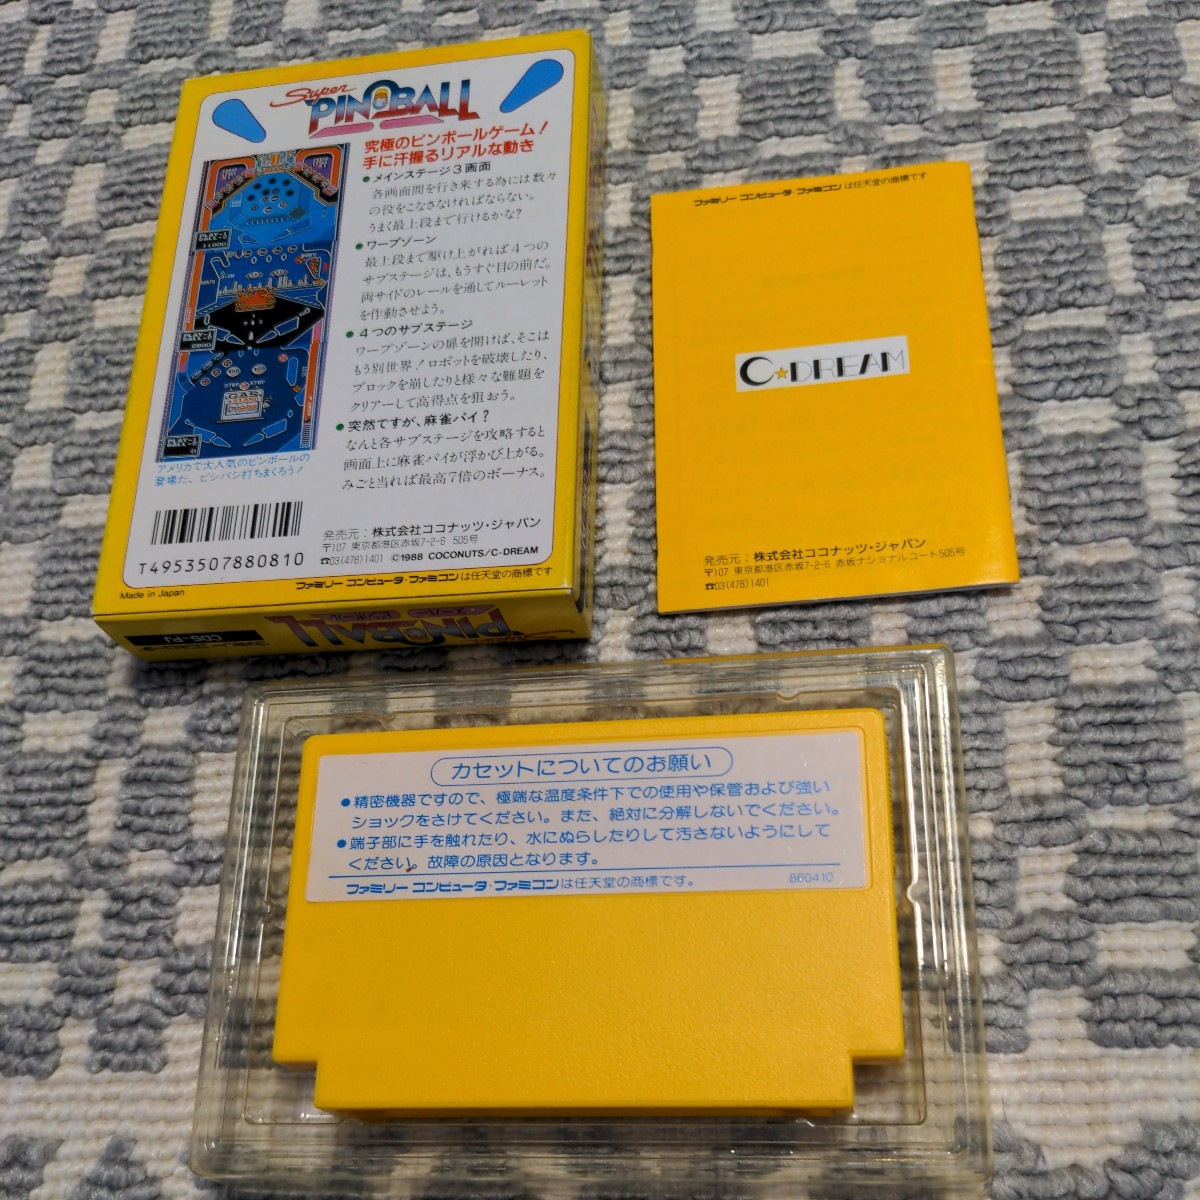 Super
PINBALL
究極のピンボールゲーム！
手に汗握るリアルな動き
●メインステージ３画面
各画面間を行き来する為には数々
の役をこなさなければならない。
うまく最上段まで行けるかな？
●ワープゾーン
最上段まで駆け上がれば４つの
サブステージは、もうすぐ目の前だ。
両サイドのレールを通してルーレット
を作動させよう。
●４つのサブステージ
ワープゾーンの扉を開けば、そこは
もう別世界！ロボットを破壊したり、
ブロックを崩したりと様々な難題を
クリアーして高得点を狙おう。
●突然ですが、麻雀パイ？
なんと各サブステージを攻略すると
画面上に麻雀パイが浮かび上がる。
みごと当れば最高７倍のボーナス。
アメリカで大人気のピンボールの
登場だ、ビシバシ打ちまくろう！
T4953507880810
発売元：株式会社ココナッツ・ジャパン
〒107 東京都港区赤坂7-2-6 505号
☎03(478)1401 ©1988 COCONUTS/C-DREAM
ファミリーコンピュータ・ファミコンは任天堂の商標です
Made in Japan
Super
PINBALL
CDS-PJ
ファミリーコンピュータ・ファミコンは任天堂の商標です
C★DREAM
発売元：株式会社ココナッツ・ジャパン
〒107 東京都港区赤坂7-2-6 赤坂ナショナルコート505号
☎03(478)1401
カセットについてのお願い
●精密機器ですので、極端な温度条件下での使用や保管および強い
ショックをさけてください。また、絶対に分解しないでください。
●端子部に手を触れたり、水にぬらしたりして汚さないようにして
ください。故障の原因となります。
ファミリーコンピュータ・ファミコンは任天堂の商標です。
860410